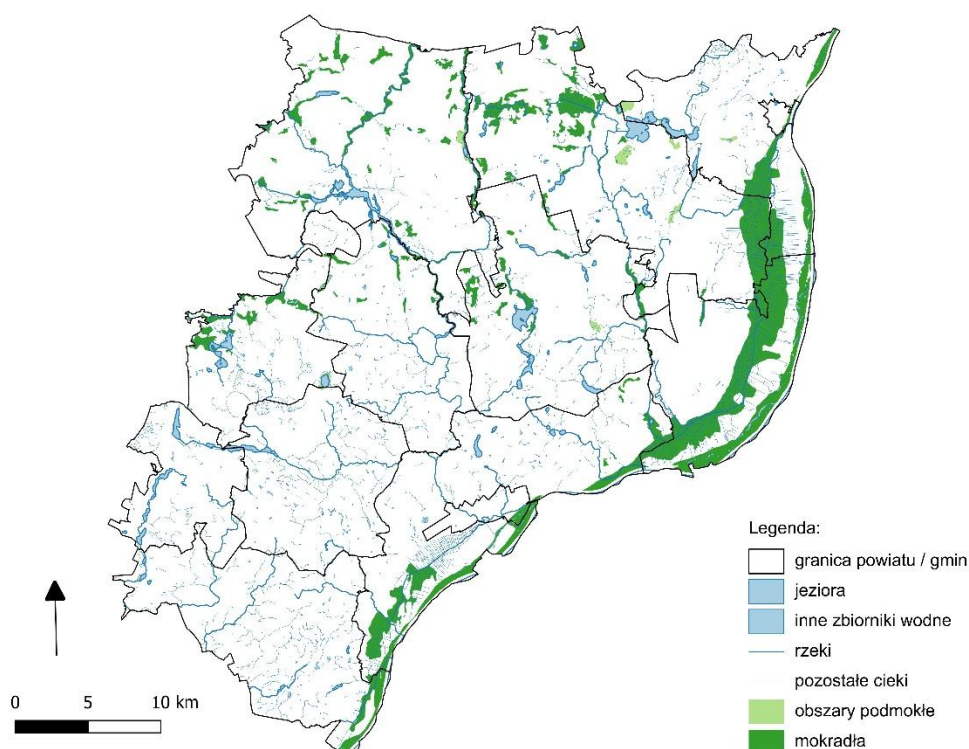 Legenda:
granica powiatu / gmin
jeziora
inne zbiorniki wodne
rzeki
pozostałe cieki
obszary podmokłe
mokradła
0 5 10 km